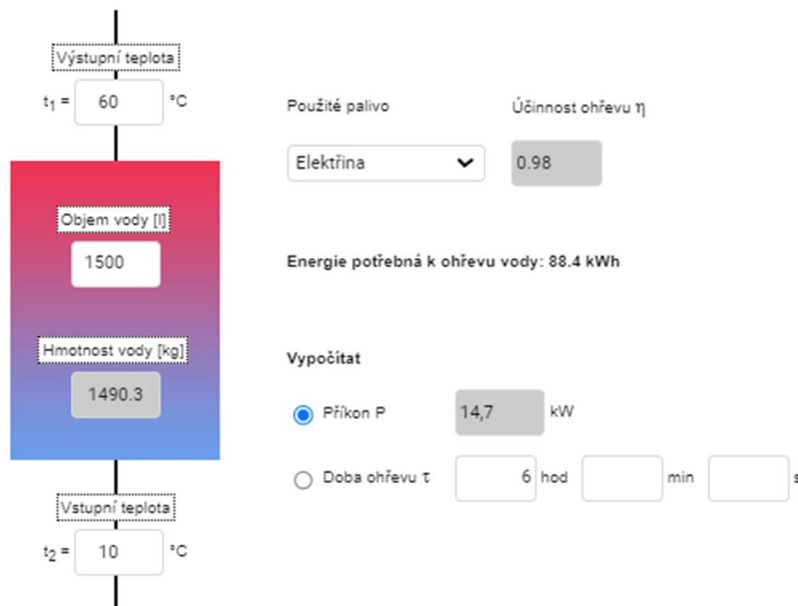 Výstupní teplota
t1 = 60 °C
Použité palivo
Účinnost ohřevu η
Elektřina
0.98
Objem vody [l]
1500
Energie potřebná k ohřevu vody: 88.4 kWh
Hmotnost vody [kg]
1490.3
Vypočítat
Příkon P 14,7 kW
Doba ohřevu τ 6 hod min s
Vstupní teplota
t2 = 10 °C